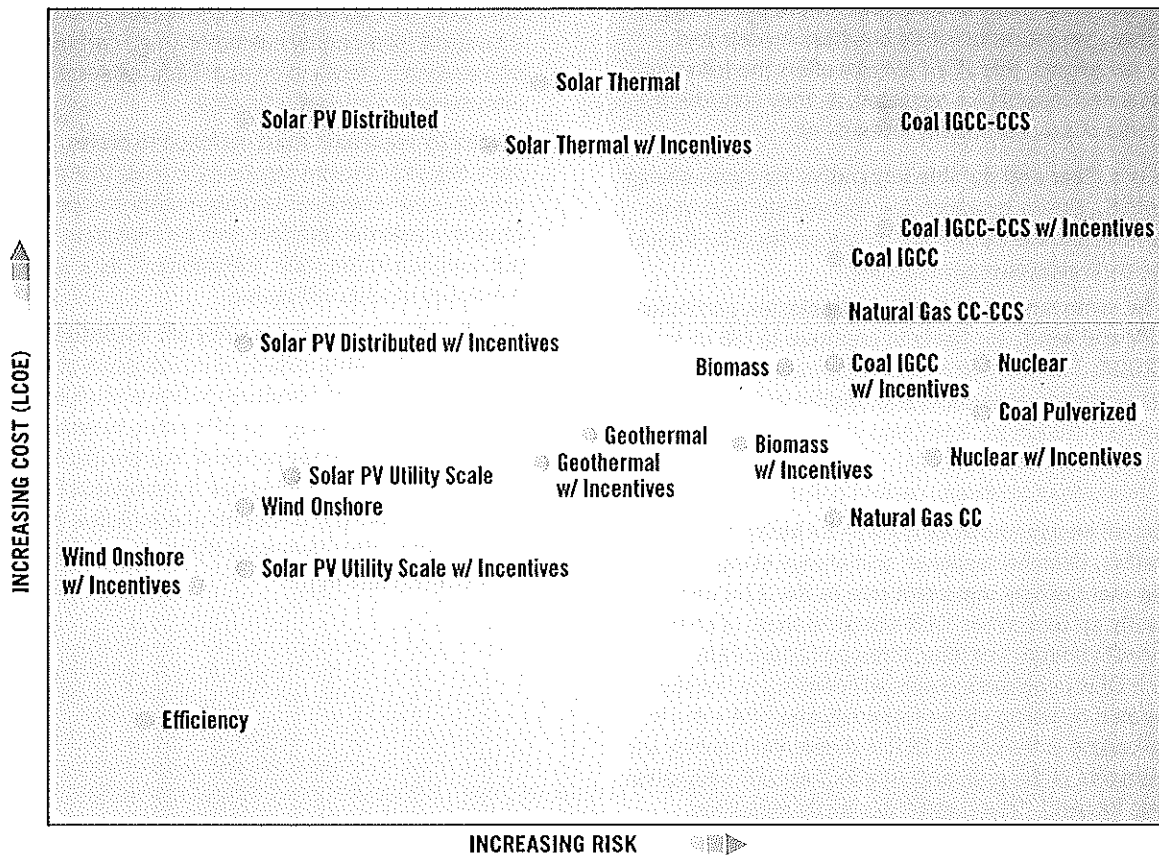 Solar Thermal
Solar PV Distributed
Coal IGCC-CCS
Solar Thermal w/ Incentives
Coal IGCC-CCS w/ Incentives
Coal IGCC
Natural Gas CC-CCS
Solar PV Distributed w/ Incentives
Biomass
Coal IGCC
w/ Incentives
Nuclear
Coal Pulverized
Geothermal
Biomass
w/ Incentives
Geothermal
w/ Incentives
Nuclear w/ Incentives
Solar PV Utility Scale
Wind Onshore
Natural Gas CC
Wind Onshore
w/ Incentives
Solar PV Utility Scale w/ Incentives
Efficiency
INCREASING COST (LCOE)
INCREASING RISK